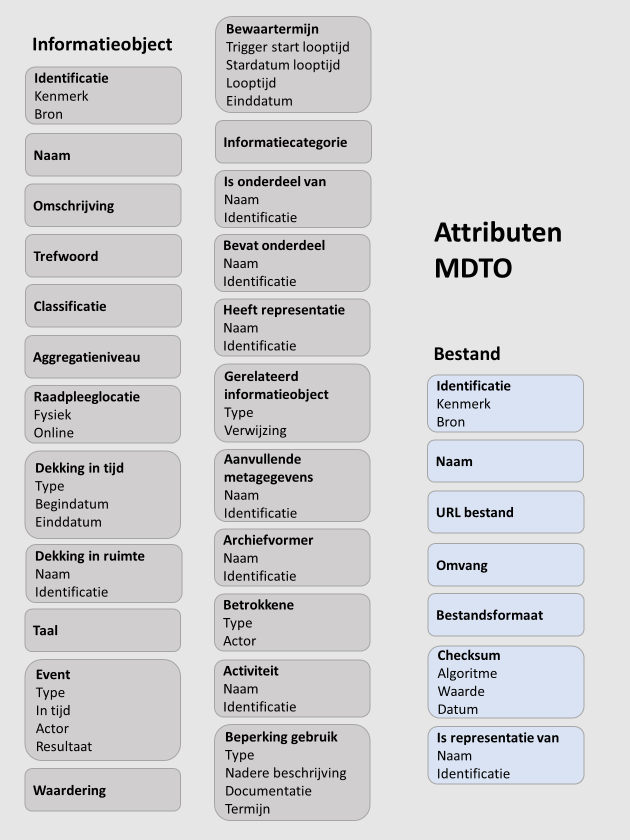 Informatieobject
Identificatie
Kenmerk
Bron
Naam
Omschrijving
Trefwoord
Classificatie
Aggregatieniveau
Raadpleeglocatie
Fysiek
Online
Dekking in tijd
Type
Begindatum
Einddatum
Dekking in ruimte
Naam
Identificatie
Taal
Event
Type
In tijd
Actor
Resultaat
Waardering
Bewaartermijn
Trigger start looptijd
Stardatum looptijd
Looptijd
Einddatum
Informatiecategorie
Is onderdeel van
Naam
Identificatie
Bevat onderdeel
Naam
Identificatie
Heeft representatie
Naam
Identificatie
Gerelateerd
informatieobject
Type
Verwijzing
Aanvullende
metagegevens
Naam
Identificatie
Archiefvormer
Naam
Identificatie
Betrokkene
Type
Actor
Activiteit
Naam
Identificatie
Beperking gebruik
Type
Nadere beschrijving
Documentatie
Termijn
Attributen
MDTO
Bestand
Identificatie
Kenmerk
Bron
Naam
URL bestand
Omvang
Bestandsformaat
Checksum
Algoritme
Waarde
Datum
Is representatie van
Naam
Identificatie